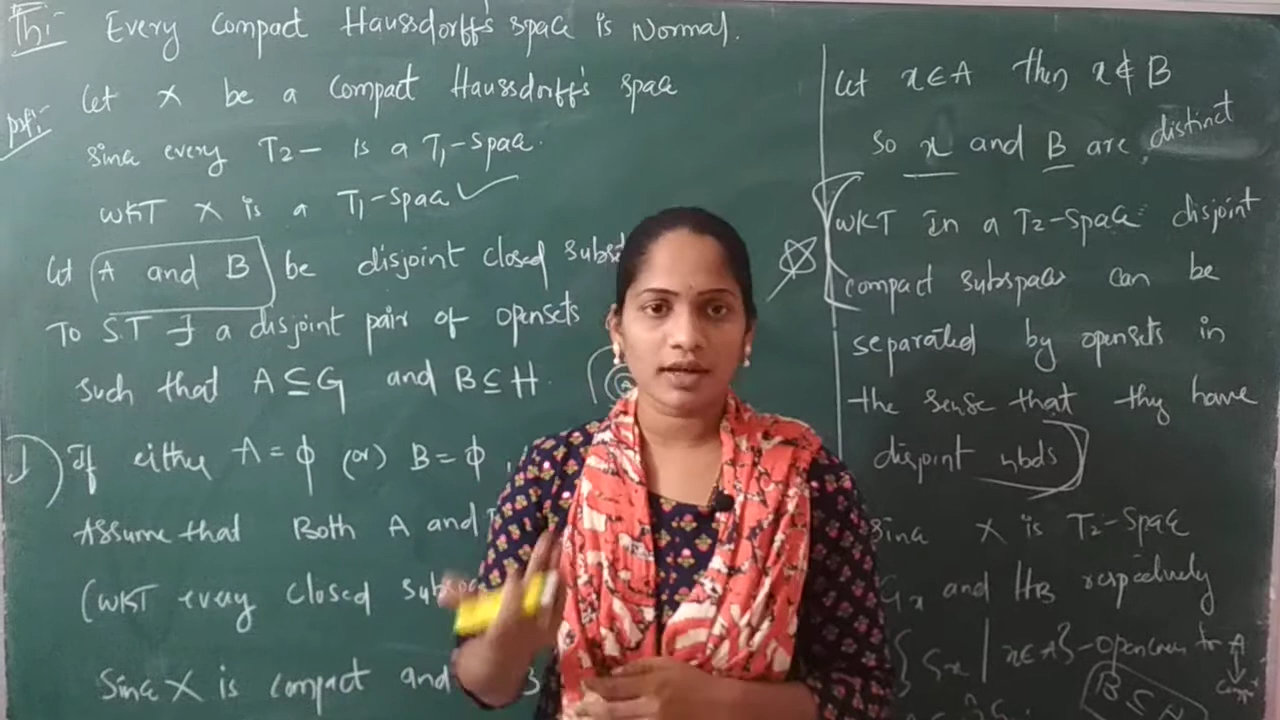 Th:- Every compact Haussdorff's space is Normal.
prf:-
Let X be a compact Haussdorff's space
Since every T2- is a T1-space.
WKT X is a T1-space ✓
Let A and B be disjoint closed subse
To S.T ∃ a disjoint pair of opensets
such that A⊆G and B⊆H.
1) If either A=ϕ (or) B=ϕ
Assume that Both A and
(WKT every closed subspa
Since X is compact and
Let x∈A then x∉B
So x and B are distinct
WKT In a T2-space disjoint
compact subspaces can be
separated by opensets in
the sense that they have
disjoint nbds
Since X is T2-space
Gx and HB respectively
} Gx | x∈A}-opencover to A
B⊆H